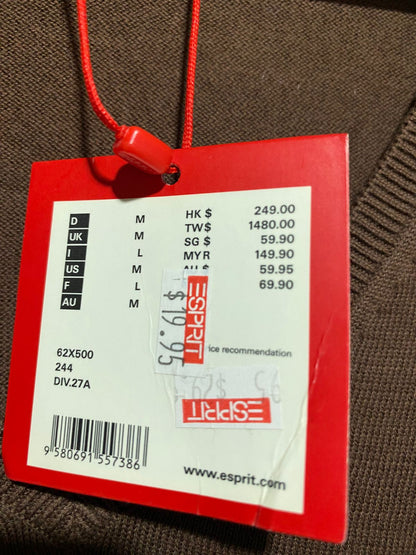 D M HK $ 249.00
UK M TW$ 1480.00
I L SG $ 59.90
US M MYR 149.90
F L 59.95
AU M 69.90
$19.95
ESPRIT
ice recommendation
62X500
244
DIV.27A
ESPRIT
9 580691 557386
www.esprit.com